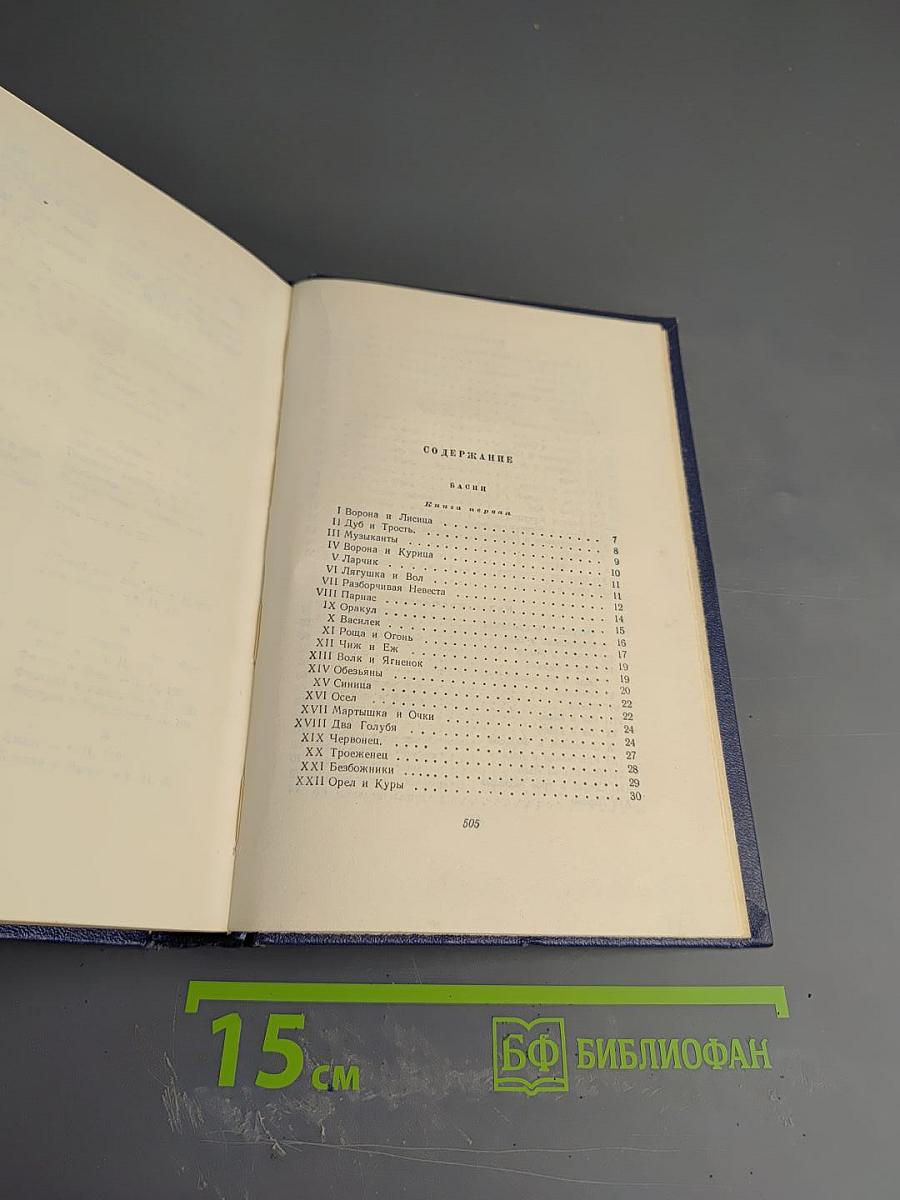 СОДЕРЖАНИЕ
БАСНИ
Книга первая
I Ворона и Лисица . . . . . . . . . . . . . . . . 7
II Дуб и Трость. . . . . . . . . . . . . . . . . 8
III Музыканты . . . . . . . . . . . . . . . . 9
IV Ворона и Курица . . . . . . . . . . . . . . . . 10
V Ларчик . . . . . . . . . . . . . . . . 11
VI Лягушка и Вол . . . . . . . . . . . . . . . . 11
VII Разборчивая Невеста . . . . . . . . . . . . . . . . 12
VIII Парнас . . . . . . . . . . . . . . . . 14
IX Оракул . . . . . . . . . . . . . . . . 15
X Василек . . . . . . . . . . . . . . . . 16
XI Роща и Огонь . . . . . . . . . . . . . . . . 17
XII Чиж и Еж . . . . . . . . . . . . . . . . 19
XIII Волк и Ягненок . . . . . . . . . . . . . . . . 19
XIV Обезьяны . . . . . . . . . . . . . . . . 20
XV Синица . . . . . . . . . . . . . . . . 22
XVI Осел . . . . . . . . . . . . . . . . 22
XVII Мартышка и Очки . . . . . . . . . . . . . . . . 24
XVIII Два Голубя . . . . . . . . . . . . . . . . 24
XIX Червонец. . . . . . . . . . . . . . . . . 27
XX Троеженец . . . . . . . . . . . . . . . . 28
XXI Безбожники . . . . . . . . . . . . . . . . 29
XXII Орел и Куры . . . . . . . . . . . . . . . . 30
505
15 см
БФ БИБЛИОФАН